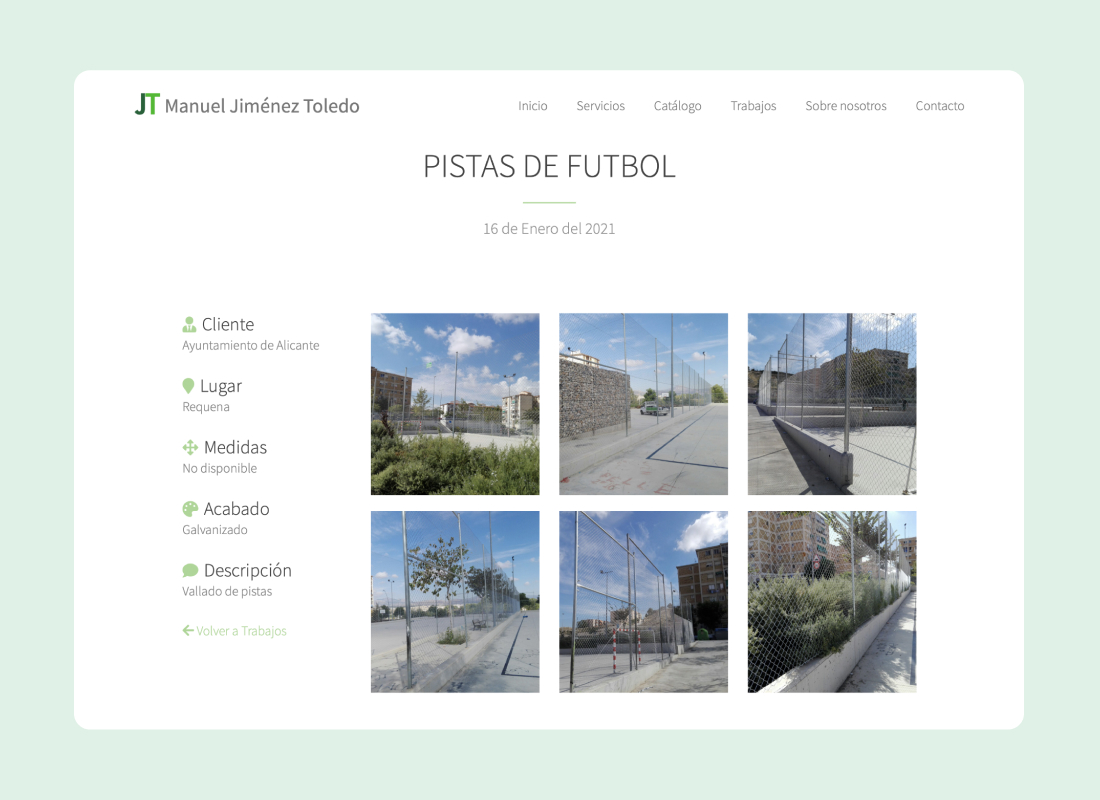 JT Manuel Jiménez Toledo
Inicio Servicios Catálogo Trabajos Sobre nosotros Contacto
PISTAS DE FUTBOL
16 de Enero del 2021
Cliente
Ayuntamiento de Alicante
Lugar
Requena
Medidas
No disponible
Acabado
Galvanizado
Descripción
Vallado de pistas
Volver a Trabajos